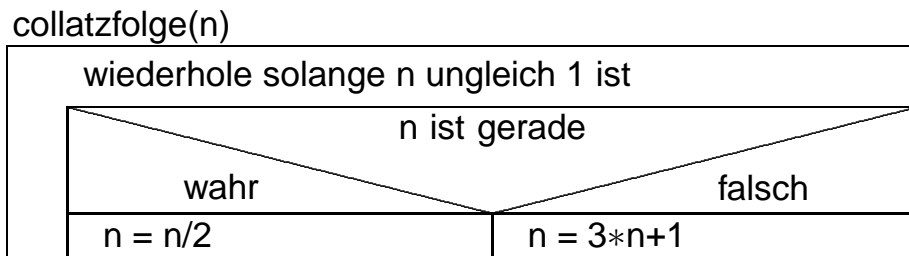 collatzfolge(n)
wiederhole solange n ungleich 1 ist
n ist gerade
wahr falsch
n = n/2 n = 3*n+1